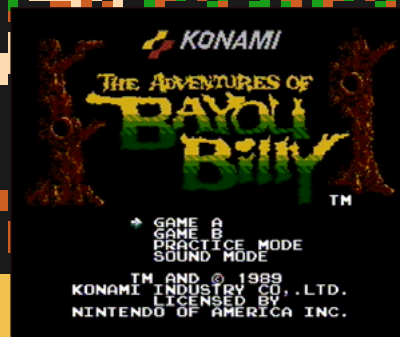 KONAMI
THE ADVENTURES OF
BAYOU
Billy
TM
GAME A
GAME B
PRACTICE MODE
SOUND MODE
TM AND © 1989
KONAMI INDUSTRY CO,.LTD.
LICENSED BY
NINTENDO OF AMERICA INC.